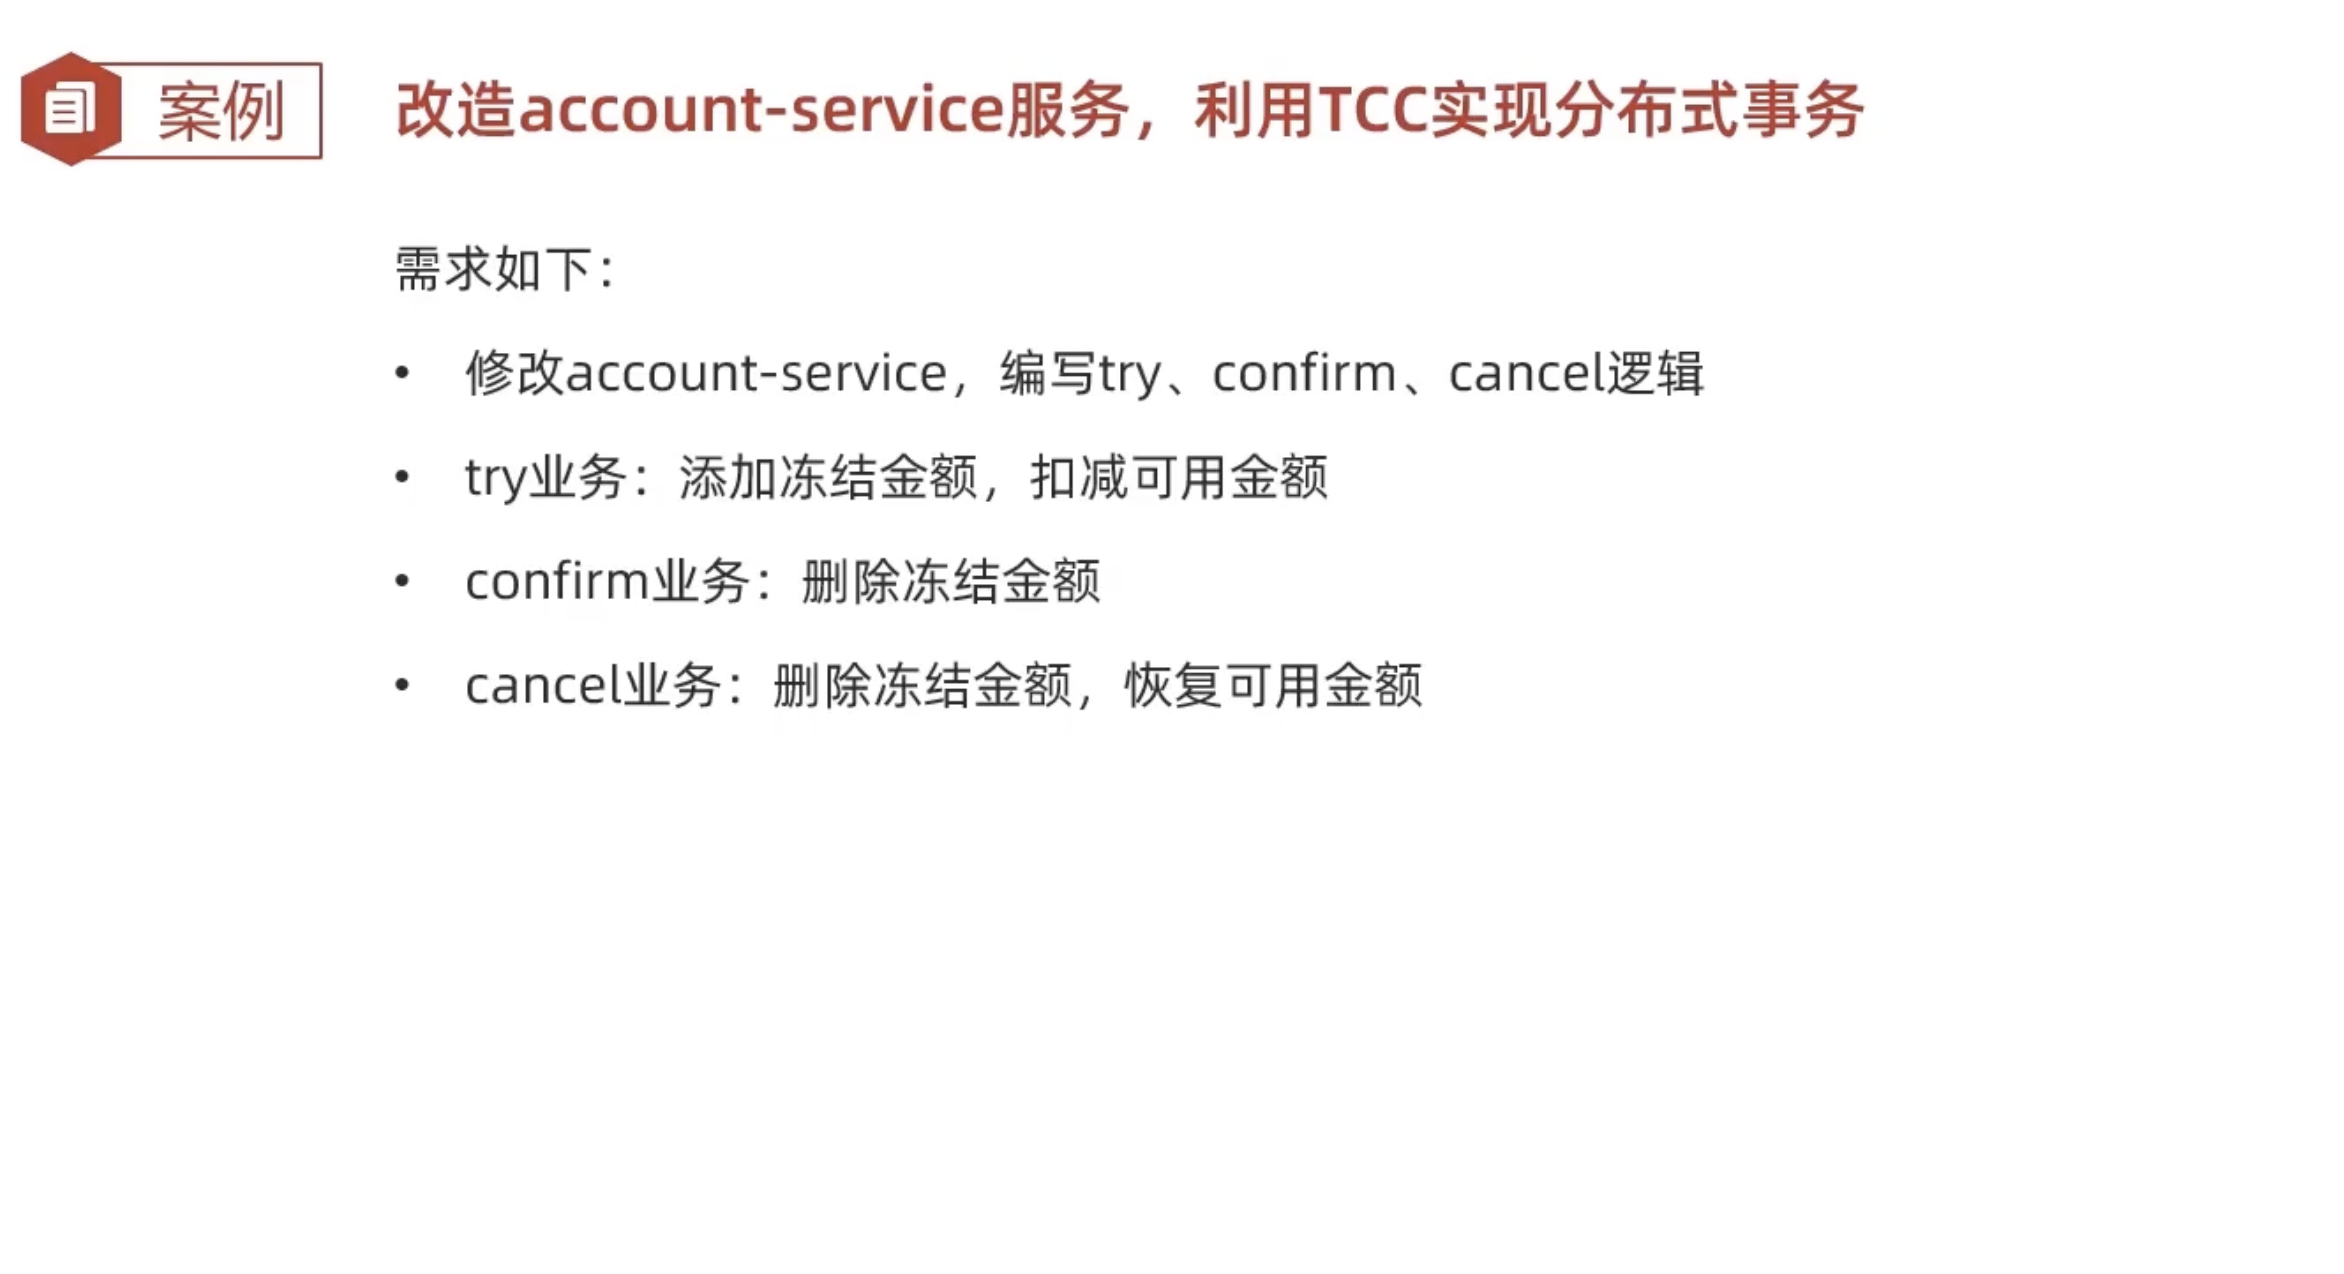 案例
改造account-service服务，利用TCC实现分布式事务
需求如下：
• 修改account-service，编写try、confirm、cancel逻辑
• try业务：添加冻结金额，扣减可用金额
• confirm业务：删除冻结金额
• cancel业务：删除冻结金额，恢复可用金额